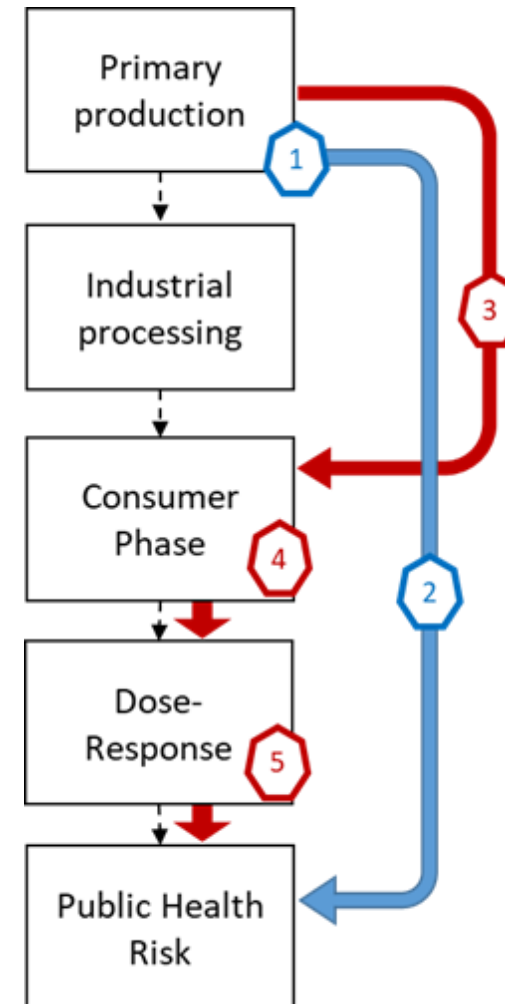 Primary
production
1
Industrial
processing
3
Consumer
Phase
4
2
Dose-
Response
5
Public Health
Risk